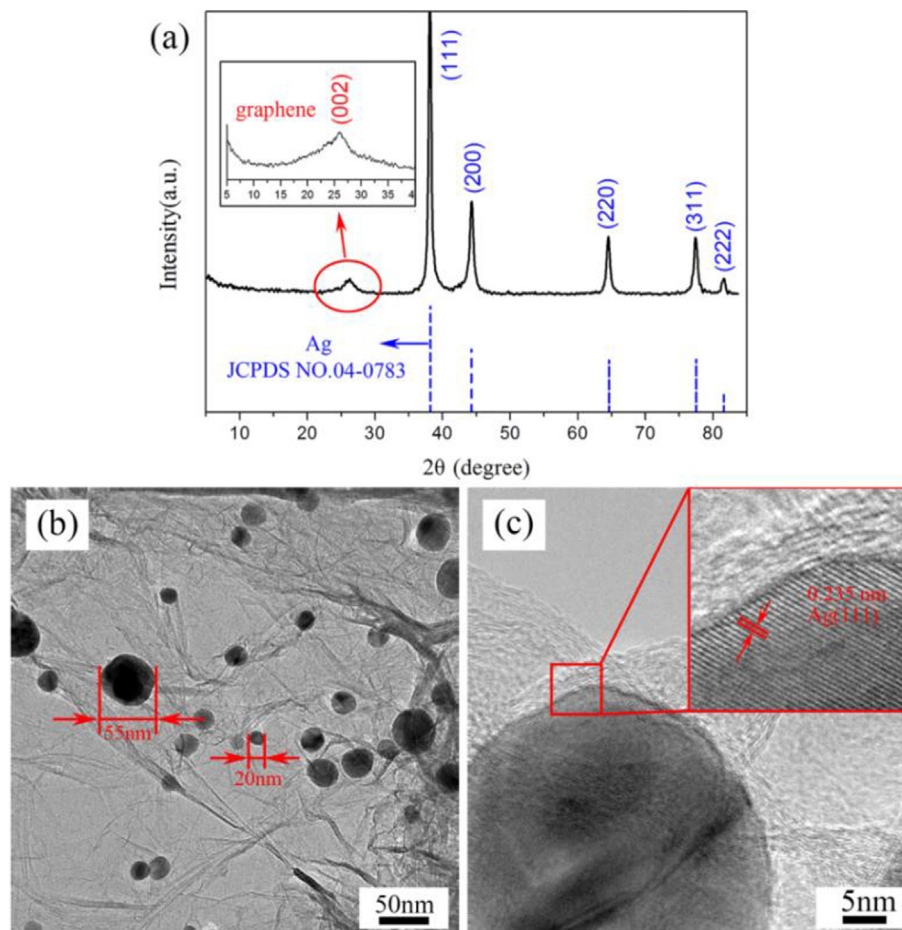 (a)
graphene
(002)
5 10 15 20 25 30 35 40
(111)
(200)
(220)
(311)
(222)
Intensity(a.u.)
Ag
JCPDS NO.04-0783
10 20 30 40 50 60 70 80
2θ (degree)
(b)
55nm
20nm
50nm
(c)
0.235 nm
Ag(111)
5nm